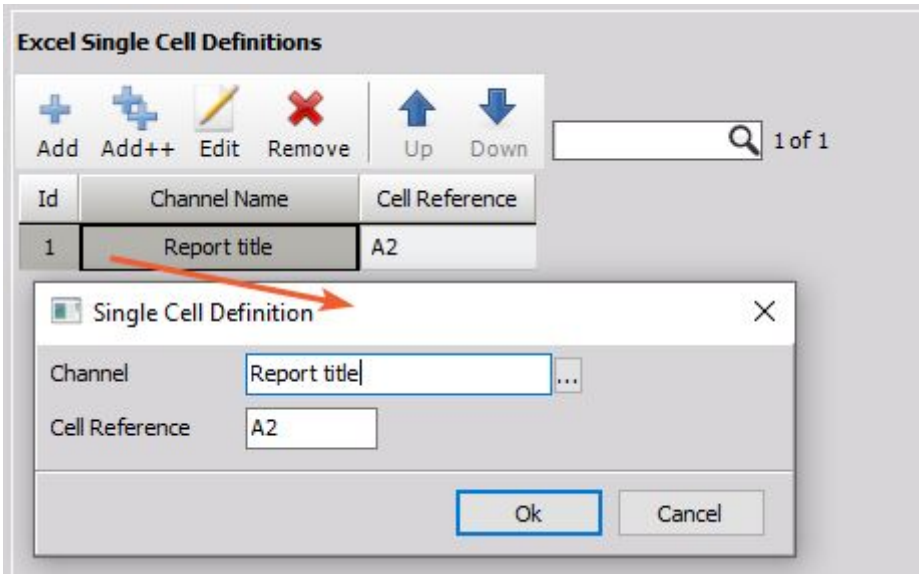 Excel Single Cell Definitions
Add Add++ Edit Remove Up Down 1 of 1
Id Channel Name Cell Reference
1 Report title A2
Single Cell Definition
Channel Report title ...
Cell Reference A2
Ok Cancel